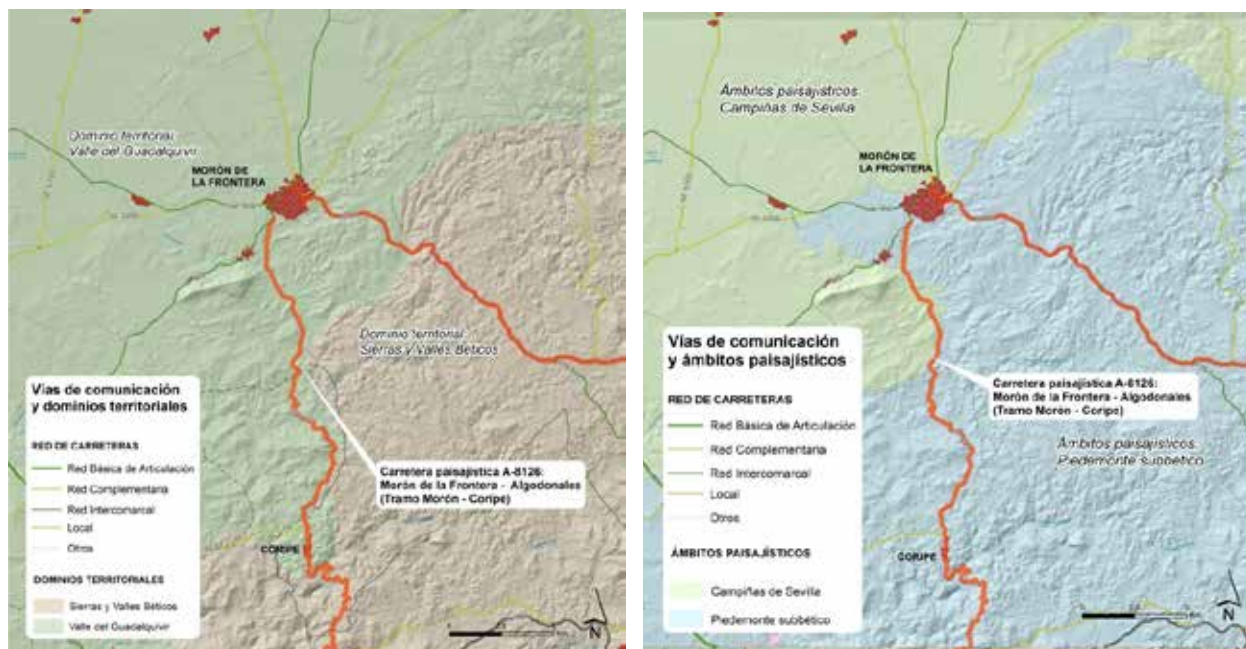 Dominio territorial:
Valle del Guadalquivir
MORÓN DE
LA FRONTERA
Dominio territorial:
Sierras y Valles Béticos
Carretera paisajística A-8126:
Morón de la Frontera - Algodonales
(Tramo Morón - Coripe)
CORIPE
Vías de comunicación
y dominios territoriales
RED DE CARRETERAS
Red Básica de Articulación
Red Complementaria
Red Intercomarcal
Local
Otros
DOMINIOS TERRITORIALES
Sierras y Valles Béticos
Valle del Guadalquivir
N
Ámbitos paisajísticos:
Campiñas de Sevilla
MORÓN DE
LA FRONTERA
Vías de comunicación
y ámbitos paisajísticos
Carretera paisajística A-8126:
Morón de la Frontera - Algodonales
(Tramo Morón - Coripe)
Ámbitos paisajísticos:
Piedemonte subbético
RED DE CARRETERAS
Red Básica de Articulación
Red Complementaria
Red Intercomarcal
Local
Otros
CORIPE
ÁMBITOS PAISAJÍSTICOS
Campiñas de Sevilla
Piedemonte subbético
N